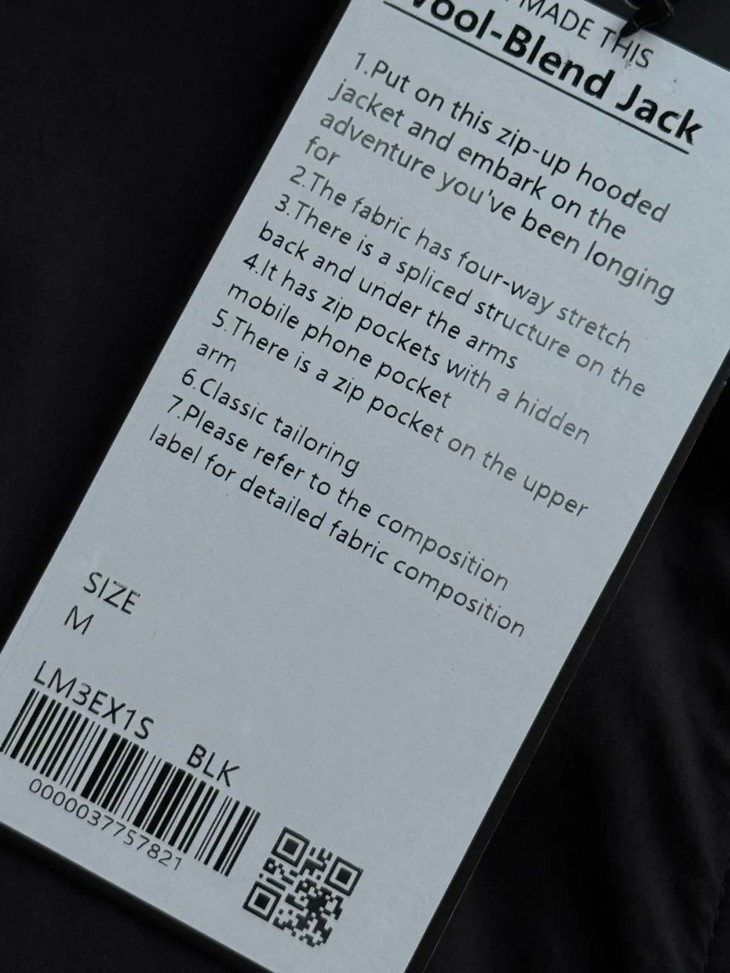 MADE THIS
Wool-Blend Jack
1.Put on this zip-up hooded
jacket and embark on the
adventure you've been longing
for
2.The fabric has four-way stretch
3.There is a spliced structure on the
back and under the arms
4.It has zip pockets with a hidden
mobile phone pocket
5.There is a zip pocket on the upper
arm
6.Classic tailoring
7.Please refer to the composition
label for detailed fabric composition
SIZE
M
LM3EX1S BLK
0000037757821